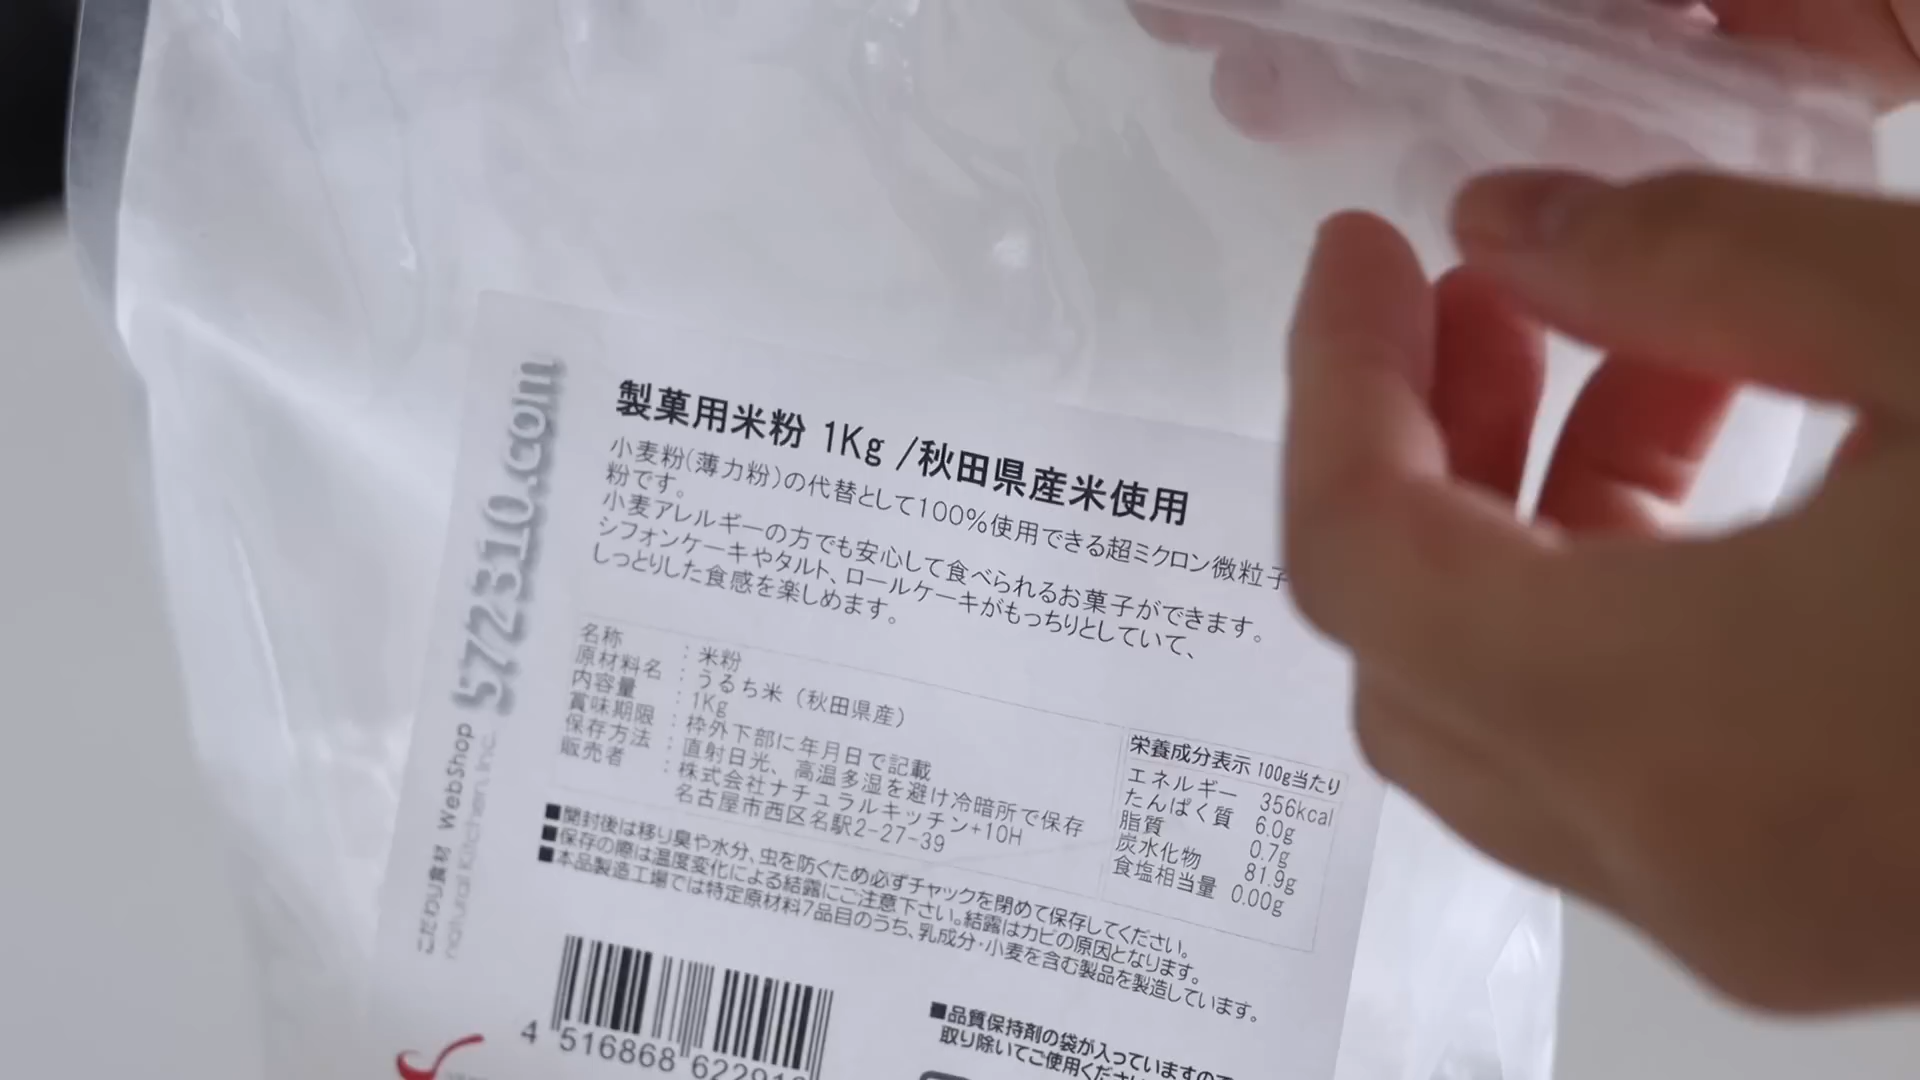 製菓用米粉 1Kg /秋田県産米使用
小麦粉(薄力粉)の代替として100%使用できる超ミクロン微粒子
粉です。
小麦アレルギーの方でも安心して食べられるお菓子ができます。
シフォンケーキやタルト、ロールケーキがもっちりとしていて、
しっとりした食感を楽しめます。
名称 : 米粉
原材料名 : うるち米（秋田県産）
内容量 : 1Kg
賞味期限 : 枠外下部に年月日で記載
保存方法 : 直射日光、高温多湿を避け冷暗所で保存
販売者 : 株式会社ナチュラルキッチン+10H
名古屋市西区名駅2-27-39
栄養成分表示 100g当たり
エネルギー 356kcal
たんぱく質 6.0g
脂質 0.7g
炭水化物 81.9g
食塩相当量 0.00g
■開封後は移り臭や水分、虫を防ぐため必ずチャックを閉めて保存してください。
■保存の際は温度変化による結露にご注意下さい。結露はカビの原因となります。
■本品製造工場では特定原材料7品目のうち、乳成分・小麦を含む製品を製造しています。
■品質保持剤の袋が入っていますので
取り除いてご使用ください
4 516868 62291
こだわり食材 WebShop 572310.com
natural Kitchen.Inc.